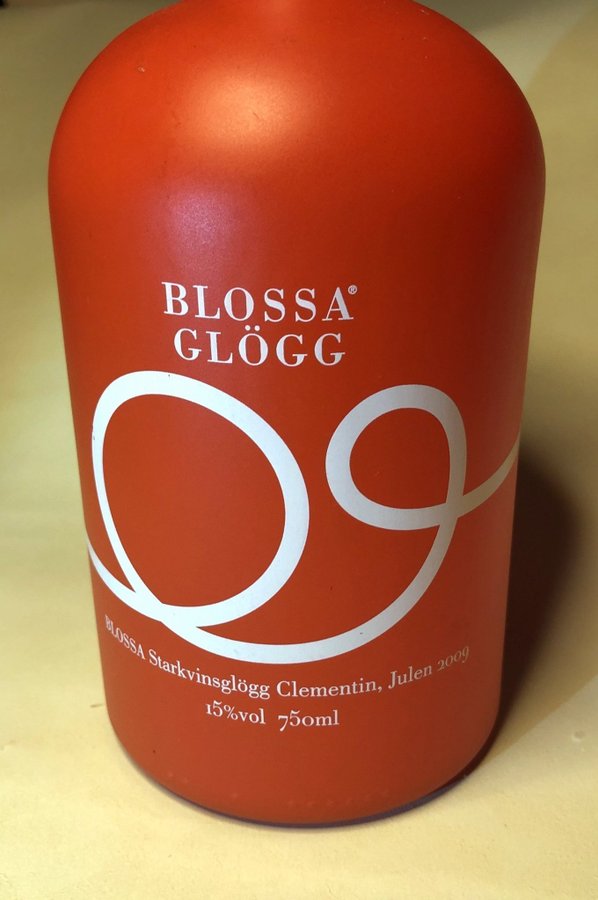 BLOSSA®
GLÖGG
09
BLOSSA Starkvinsglögg Clementin, Julen 2009
15%vol 750ml